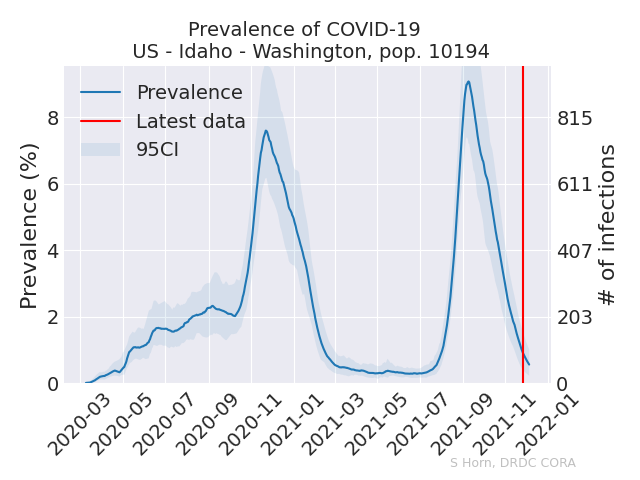 Prevalence of COVID-19
US - Idaho - Washington, pop. 10194
Prevalence
Latest data
95CI
Prevalence (%)
0
2
4
6
8
# of infections
0
203
407
611
815
2020-03
2020-05
2020-07
2020-09
2020-11
2021-01
2021-03
2021-05
2021-07
2021-09
2021-11
2022-01
S Horn, DRDC CORA